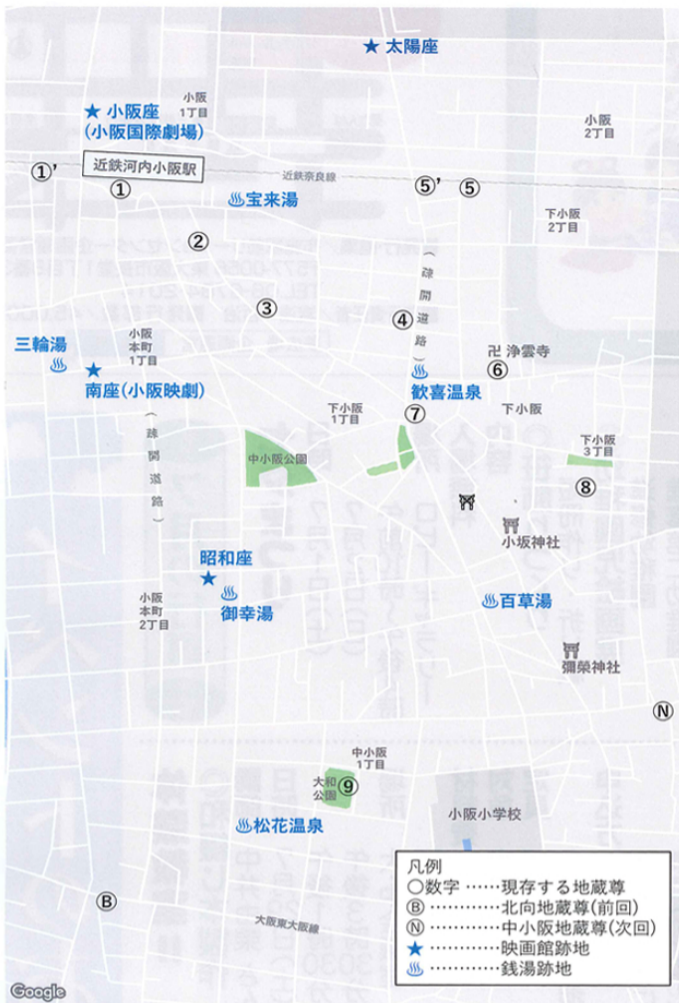 ★ 太陽座
小阪
1丁目
★ 小阪座
(小阪国際劇場)
小阪
2丁目
近鉄河内小阪駅
近鉄奈良線
①'
①
⑤'
⑤
宝来湯
下小阪
2丁目
②
(疎開道路)
③
④
小阪
本町
1丁目
三輪湯
卍 浄雲寺
⑥
★
南座(小阪映劇)
歓喜温泉
⑦
下小阪
1丁目
下小阪
(疎開道路)
下小阪
3丁目
中小阪公園
⑧
小坂神社
昭和座
★
御幸湯
百草湯
小阪
本町
2丁目
彌榮神社
Ⓝ
中小阪
1丁目
大和
公園
⑨
小阪小学校
松花温泉
Ⓑ
大阪東大阪線
凡例
○数字 ……現存する地蔵尊
Ⓑ ……北向地蔵尊(前回)
Ⓝ ……中小阪地蔵尊(次回)
★ ……映画館跡地
♨ ……銭湯跡地
Google